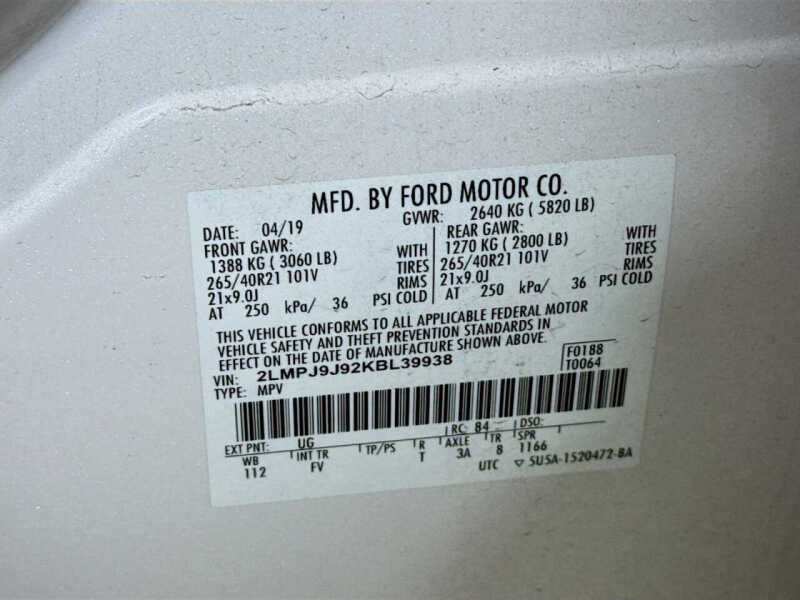 MFD. BY FORD MOTOR CO.
DATE: 04/19 GVWR: 2640 KG ( 5820 LB)
FRONT GAWR: REAR GAWR:
1388 KG ( 3060 LB) WITH 1270 KG ( 2800 LB) WITH
265/40R21 101V TIRES 265/40R21 101V TIRES
21x9.0J RIMS 21x9.0J RIMS
AT 250 kPa/ 36 PSI COLD AT 250 kPa/ 36 PSI COLD
THIS VEHICLE CONFORMS TO ALL APPLICABLE FEDERAL MOTOR
VEHICLE SAFETY AND THEFT PREVENTION STANDARDS IN
EFFECT ON THE DATE OF MANUFACTURE SHOWN ABOVE.
VIN: 2LMPJ9J92KBL39938 F0188
TYPE: MPV T0064
EXT PNT: UG RC: 84 DSO:
WB INT TR TP/PS R AXLE TR SPR
112 FV T 3A 8 1166
UTC ▽ SU5A-1520472-BA